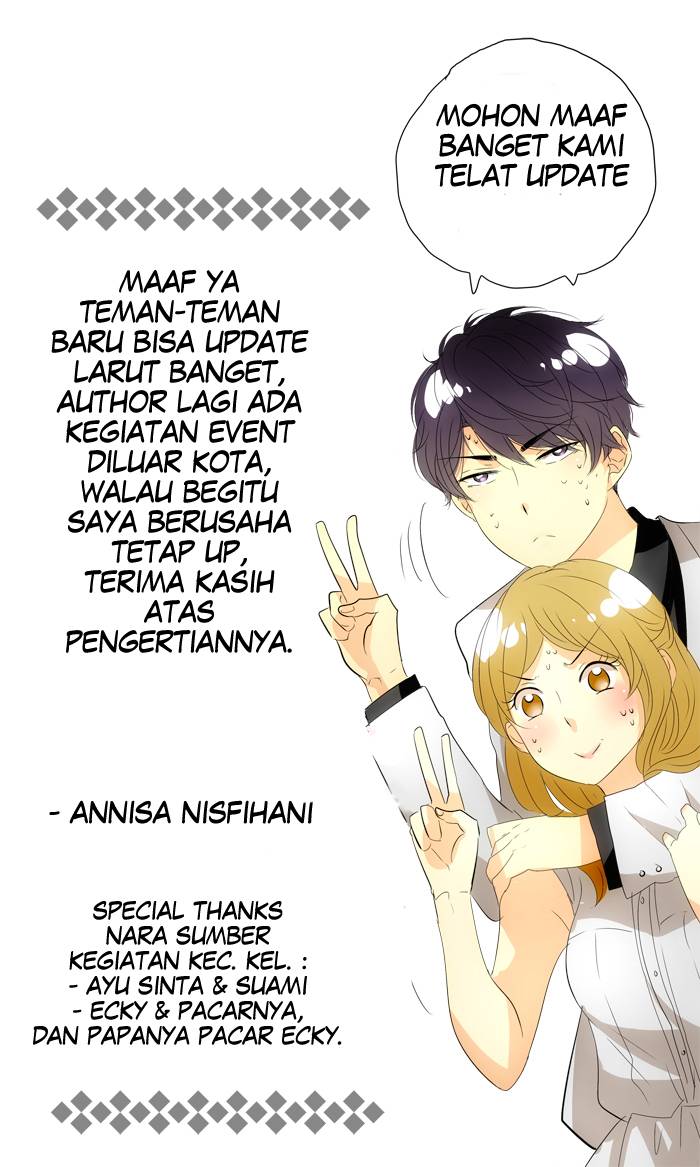 MOHON MAAF
BANGET KAMI
TELAT UPDATE
MAAF YA
TEMAN-TEMAN
BARU BISA UPDATE
LARUT BANGET,
AUTHOR LAGI ADA
KEGIATAN EVENT
DILUAR KOTA,
WALAU BEGITU
SAYA BERUSAHA
TETAP UP,
TERIMA KASIH
ATAS
PENGERTIANNYA.
- ANNISA NISFIHANI
SPECIAL THANKS
NARA SUMBER
KEGIATAN KEC. KEL. :
- AYU SINTA & SUAMI
- ECKY & PACARNYA,
DAN PAPANYA PACAR ECKY.